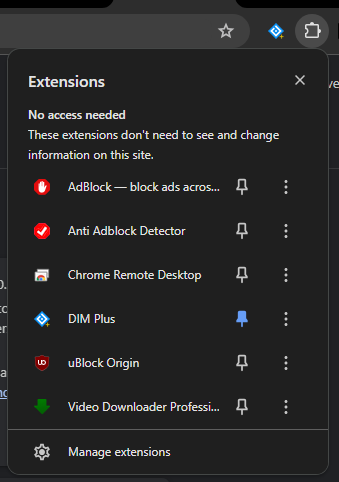 Extensions
No access needed
These extensions don't need to see and change
information on this site.
AdBlock — block ads acros...
Anti Adblock Detector
Chrome Remote Desktop
DIM Plus
uBlock Origin
Video Downloader Professi...
Manage extensions